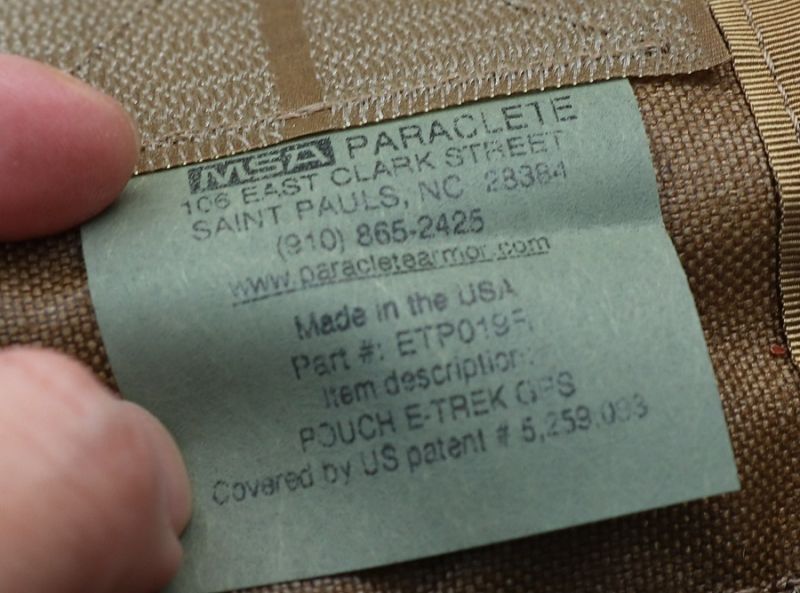 MSA PARACLETE
106 EAST CLARK STREET
SAINT PAULS, NC 28384
(910) 865-2425
www.paracletearmor.com
Made in the USA
Part #:
Item description:
POUCH E-TREK GPS
Covered by US patent # 5,259,093